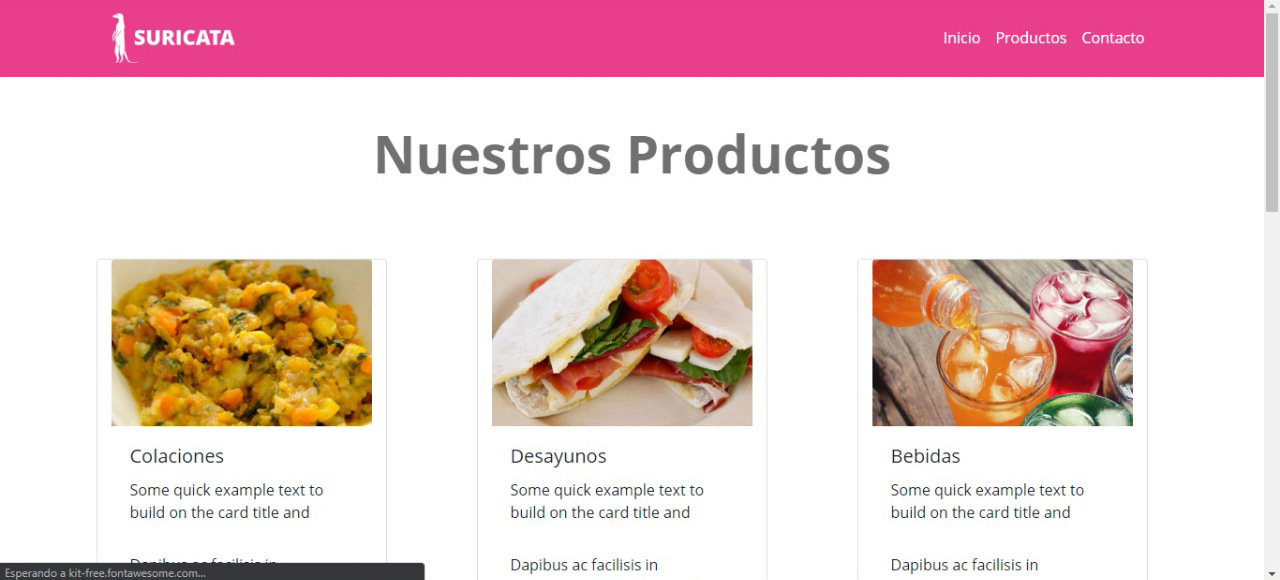 SURICATA
Inicio Productos Contacto
Nuestros Productos
Colaciones
Some quick example text to
build on the card title and
Dapibus ac facilisis in
Desayunos
Some quick example text to
build on the card title and
Dapibus ac facilisis in
Bebidas
Some quick example text to
build on the card title and
Dapibus ac facilisis in
Esperando a kit-free.fontawesome.com...